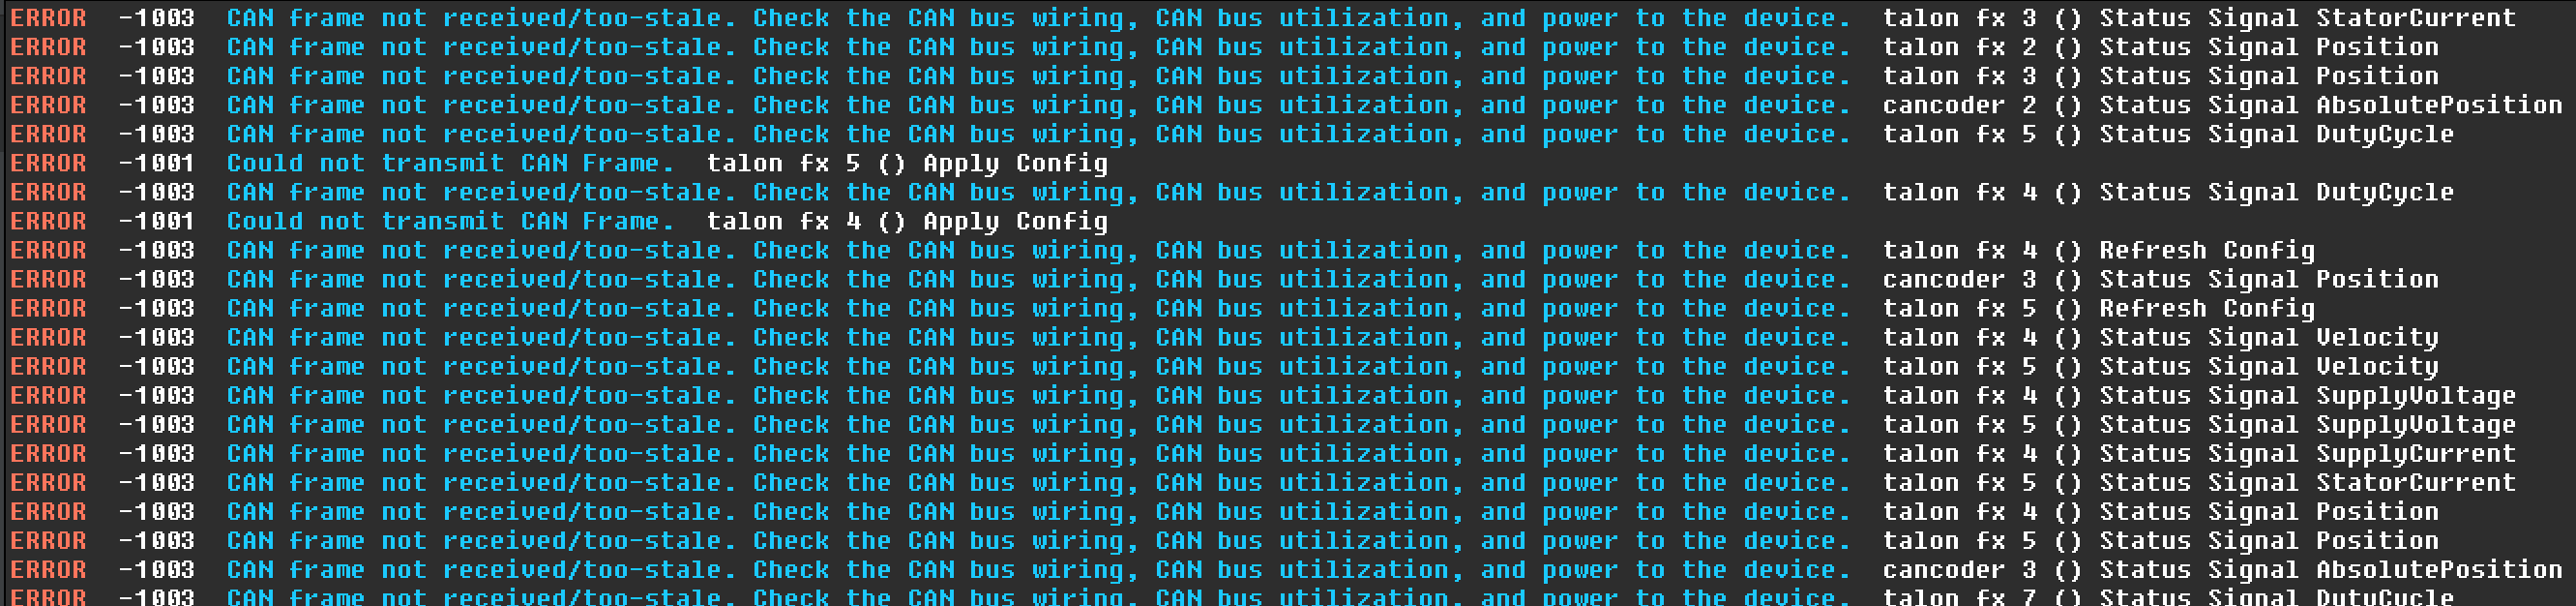 ERROR -1003 CAN frame not received/too-stale. Check the CAN bus wiring, CAN bus utilization, and power to the device. talon fx 3 () Status Signal StatorCurrent
ERROR -1003 CAN frame not received/too-stale. Check the CAN bus wiring, CAN bus utilization, and power to the device. talon fx 2 () Status Signal Position
ERROR -1003 CAN frame not received/too-stale. Check the CAN bus wiring, CAN bus utilization, and power to the device. talon fx 3 () Status Signal Position
ERROR -1003 CAN frame not received/too-stale. Check the CAN bus wiring, CAN bus utilization, and power to the device. cancoder 2 () Status Signal AbsolutePosition
ERROR -1003 CAN frame not received/too-stale. Check the CAN bus wiring, CAN bus utilization, and power to the device. talon fx 5 () Status Signal DutyCycle
ERROR -1001 Could not transmit CAN Frame. talon fx 5 () Apply Config
ERROR -1003 CAN frame not received/too-stale. Check the CAN bus wiring, CAN bus utilization, and power to the device. talon fx 4 () Status Signal DutyCycle
ERROR -1001 Could not transmit CAN Frame. talon fx 4 () Apply Config
ERROR -1003 CAN frame not received/too-stale. Check the CAN bus wiring, CAN bus utilization, and power to the device. talon fx 4 () Refresh Config
ERROR -1003 CAN frame not received/too-stale. Check the CAN bus wiring, CAN bus utilization, and power to the device. cancoder 3 () Status Signal Position
ERROR -1003 CAN frame not received/too-stale. Check the CAN bus wiring, CAN bus utilization, and power to the device. talon fx 5 () Refresh Config
ERROR -1003 CAN frame not received/too-stale. Check the CAN bus wiring, CAN bus utilization, and power to the device. talon fx 4 () Status Signal Velocity
ERROR -1003 CAN frame not received/too-stale. Check the CAN bus wiring, CAN bus utilization, and power to the device. talon fx 5 () Status Signal Velocity
ERROR -1003 CAN frame not received/too-stale. Check the CAN bus wiring, CAN bus utilization, and power to the device. talon fx 4 () Status Signal SupplyVoltage
ERROR -1003 CAN frame not received/too-stale. Check the CAN bus wiring, CAN bus utilization, and power to the device. talon fx 5 () Status Signal SupplyVoltage
ERROR -1003 CAN frame not received/too-stale. Check the CAN bus wiring, CAN bus utilization, and power to the device. talon fx 4 () Status Signal SupplyCurrent
ERROR -1003 CAN frame not received/too-stale. Check the CAN bus wiring, CAN bus utilization, and power to the device. talon fx 5 () Status Signal StatorCurrent
ERROR -1003 CAN frame not received/too-stale. Check the CAN bus wiring, CAN bus utilization, and power to the device. talon fx 4 () Status Signal Position
ERROR -1003 CAN frame not received/too-stale. Check the CAN bus wiring, CAN bus utilization, and power to the device. talon fx 5 () Status Signal Position
ERROR -1003 CAN frame not received/too-stale. Check the CAN bus wiring, CAN bus utilization, and power to the device. cancoder 3 () Status Signal AbsolutePosition
ERROR -1003 CAN frame not received/too-stale. Check the CAN bus wiring, CAN bus utilization, and power to the device. talon fx 7 () Status Signal DutyCycle